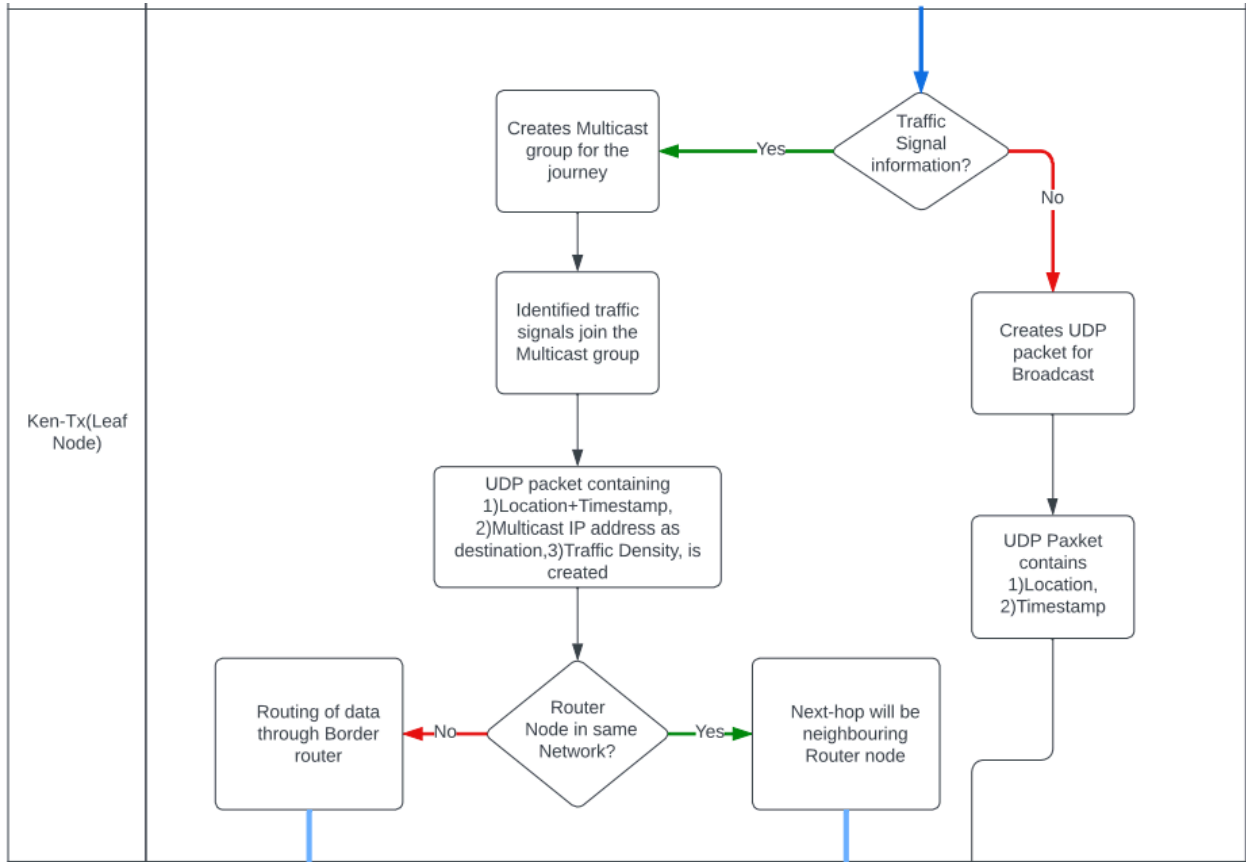 Ken-Tx(Leaf
Node)
Traffic
Signal
information?
Yes
No
Creates Multicast
group for the
journey
Identified traffic
signals join the
Multicast group
UDP packet containing
1)Location+Timestamp,
2)Multicast IP address as
destination,3)Traffic Density, is
created
Router
Node in same
Network?
No
Yes
Routing of data
through Border
router
Next-hop will be
neighbouring
Router node
Creates UDP
packet for
Broadcast
UDP Paxket
contains
1)Location,
2)Timestamp